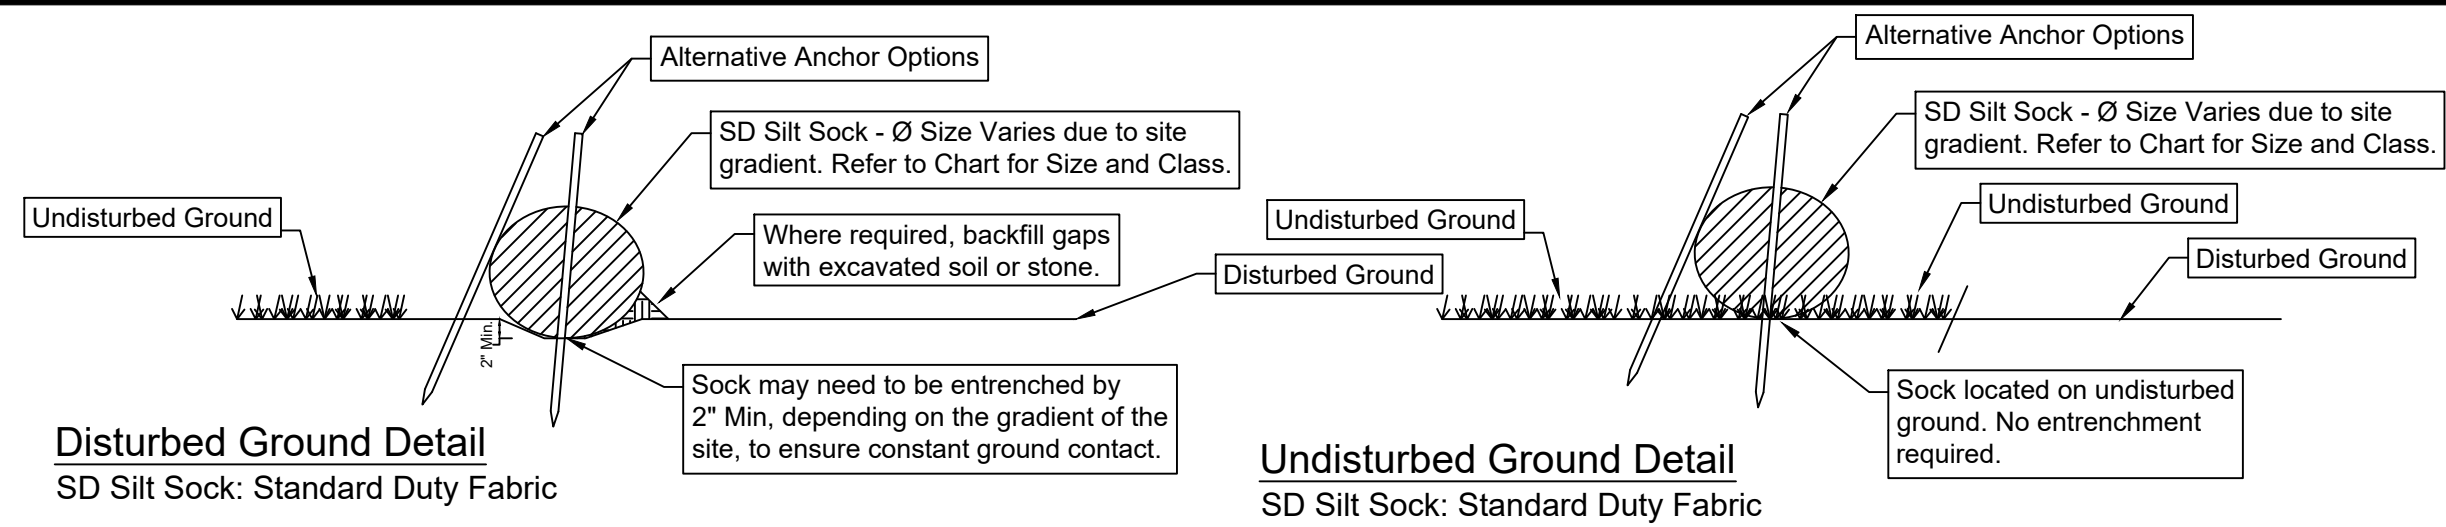 Alternative Anchor Options
SD Silt Sock - Ø Size Varies due to site
gradient. Refer to Chart for Size and Class.
Undisturbed Ground
Where required, backfill gaps
with excavated soil or stone.
Disturbed Ground
2" Min.
Sock may need to be entrenched by
2" Min, depending on the gradient of the
site, to ensure constant ground contact.
Disturbed Ground Detail
SD Silt Sock: Standard Duty Fabric
Alternative Anchor Options
SD Silt Sock - Ø Size Varies due to site
gradient. Refer to Chart for Size and Class.
Undisturbed Ground
Undisturbed Ground
Disturbed Ground
Sock located on undisturbed
ground. No entrenchment
required.
Undisturbed Ground Detail
SD Silt Sock: Standard Duty Fabric